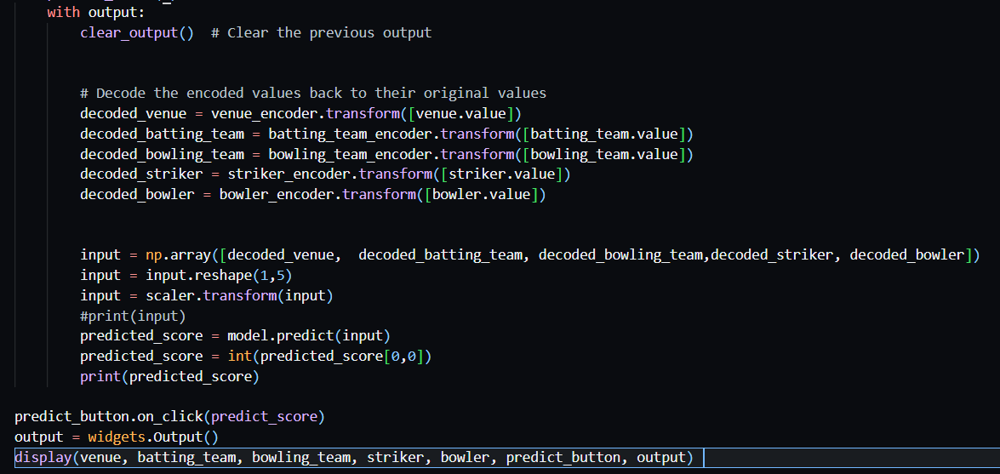 with output:
clear_output()  # Clear the previous output
# Decode the encoded values back to their original values
decoded_venue = venue_encoder.transform([venue.value])
decoded_batting_team = batting_team_encoder.transform([batting_team.value])
decoded_bowling_team = bowling_team_encoder.transform([bowling_team.value])
decoded_striker = striker_encoder.transform([striker.value])
decoded_bowler = bowler_encoder.transform([bowler.value])
input = np.array([decoded_venue,  decoded_batting_team, decoded_bowling_team,decoded_striker, decoded_bowler])
input = input.reshape(1,5)
input = scaler.transform(input)
#print(input)
predicted_score = model.predict(input)
predicted_score = int(predicted_score[0,0])
print(predicted_score)
predict_button.on_click(predict_score)
output = widgets.Output()
display(venue, batting_team, bowling_team, striker, bowler, predict_button, output)